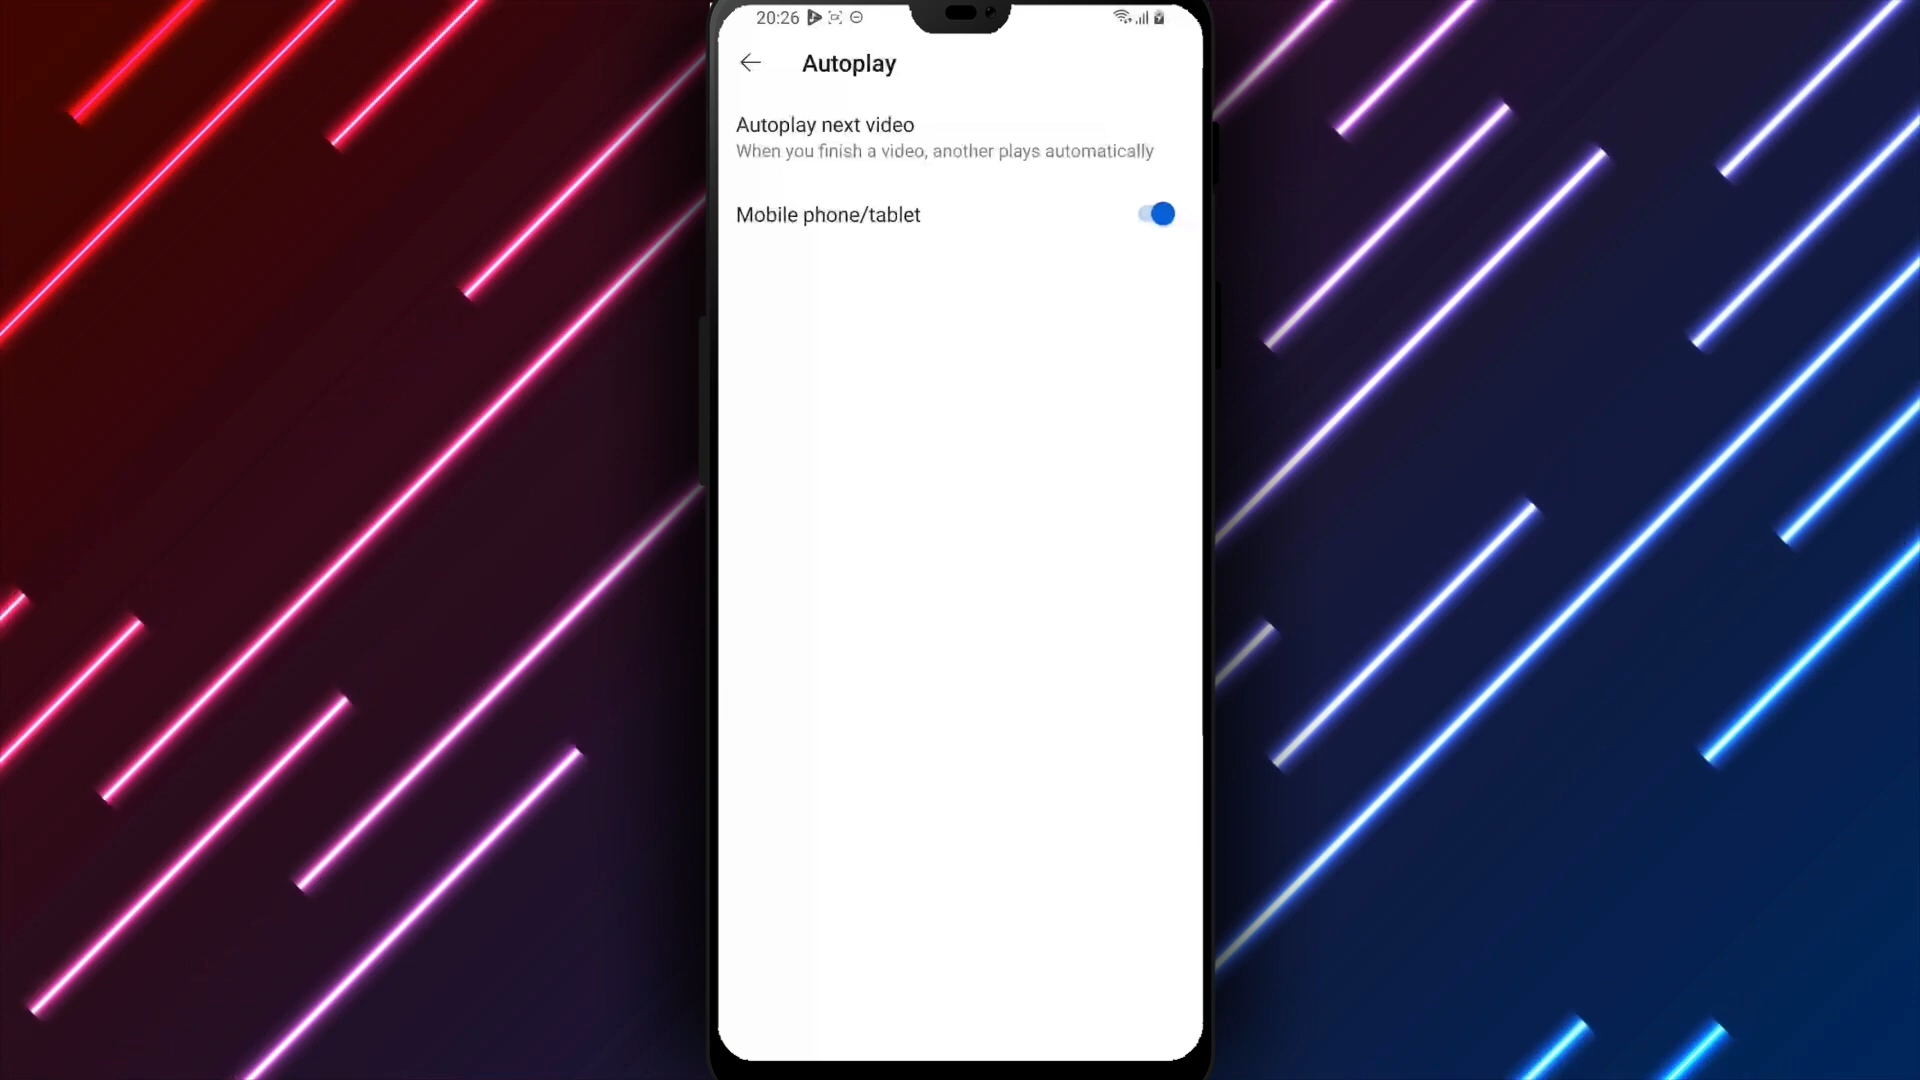 20:26
Autoplay
Autoplay next video
When you finish a video, another plays automatically
Mobile phone/tablet